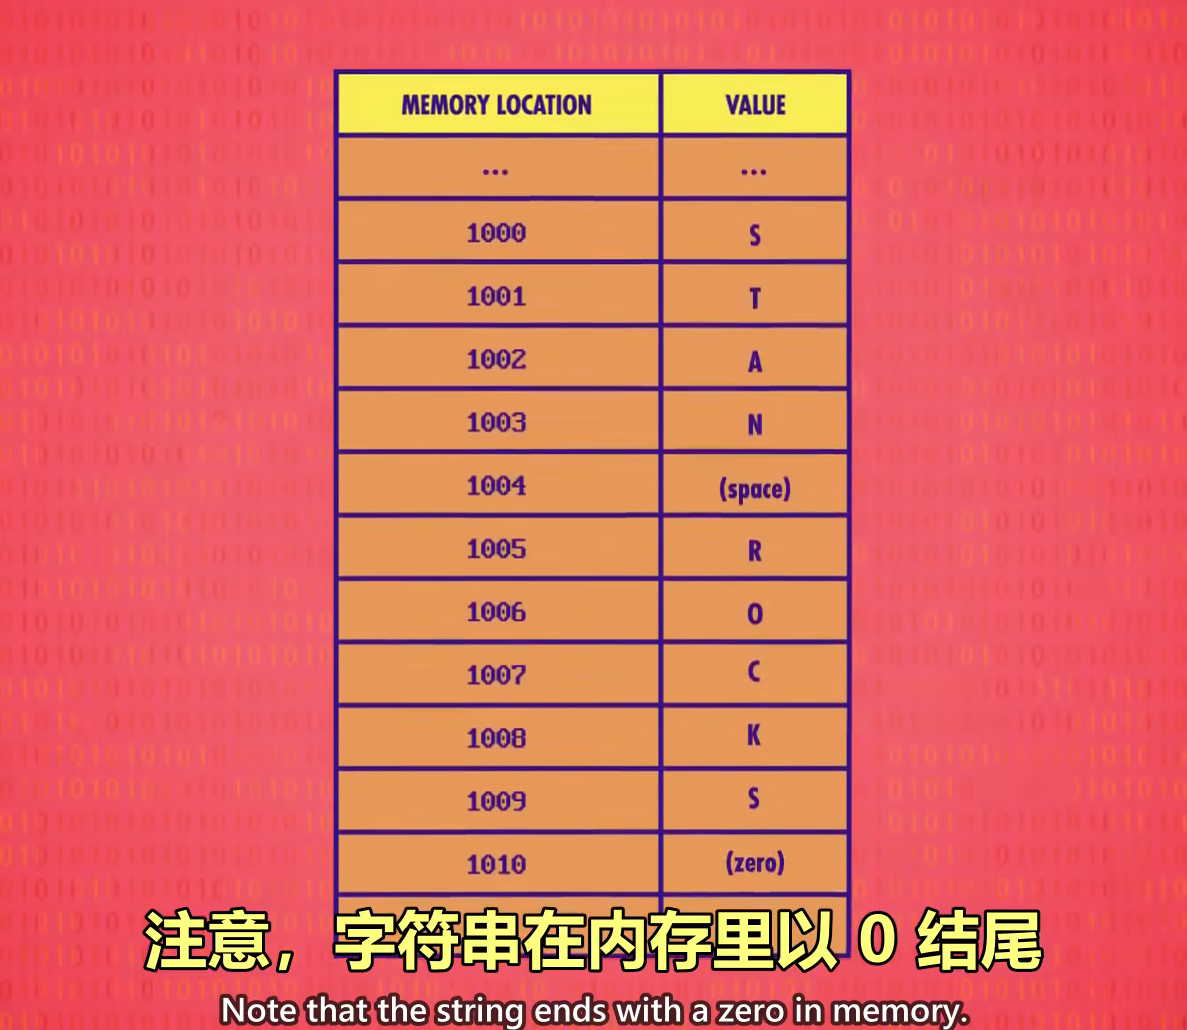 MEMORY LOCATION VALUE
... ...
1000 S
1001 T
1002 A
1003 N
1004 (space)
1005 R
1006 O
1007 C
1008 K
1009 S
1010 (zero)
注意，字符串在内存里以 0 结尾
Note that the string ends with a zero in memory.